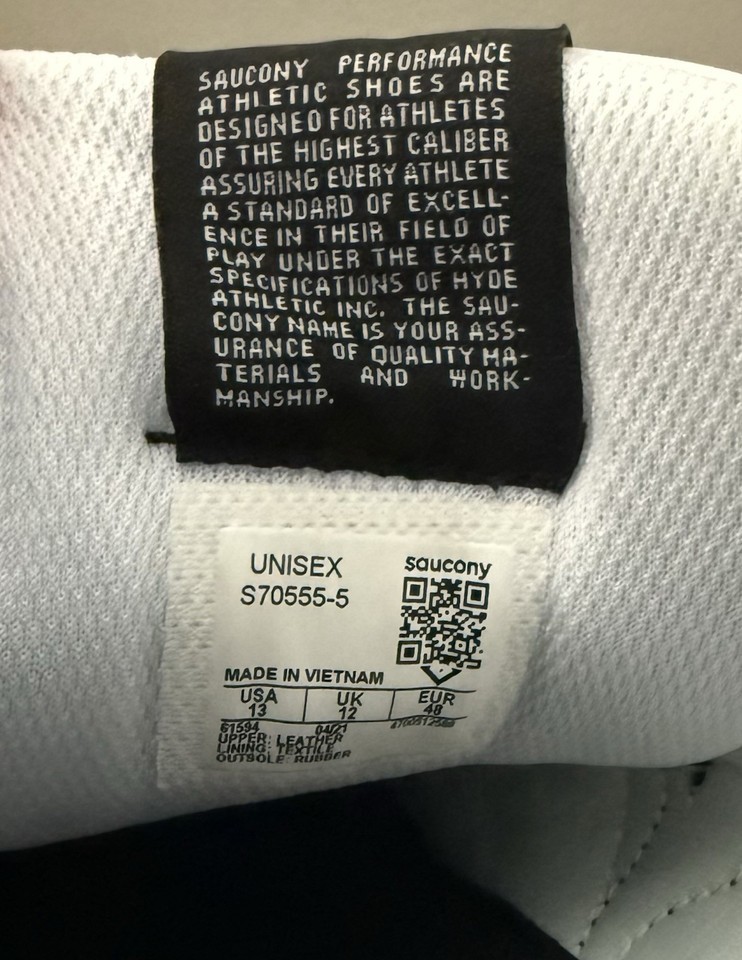 SAUCONY PERFORMANCE
ATHLETIC SHOES ARE
DESIGNED FOR ATHLETES
OF THE HIGHEST CALIBER
ASSURING EVERY ATHLETE
A STANDARD OF EXCELL-
ENCE IN THEIR FIELD OF
PLAY UNDER THE EXACT
SPECIFICATIONS OF HYDE
ATHLETIC INC. THE SAU-
CONY NAME IS YOUR ASS-
URANCE OF QUALITY MA-
TERIALS AND WORK-
MANSHIP.
UNISEX
S70555-5
saucony
MADE IN VIETNAM
USA UK EUR
13 12 48
61594 04/21
UPPER: LEATHER
LINING: TEXTILE
OUTSOLE: RUBBER